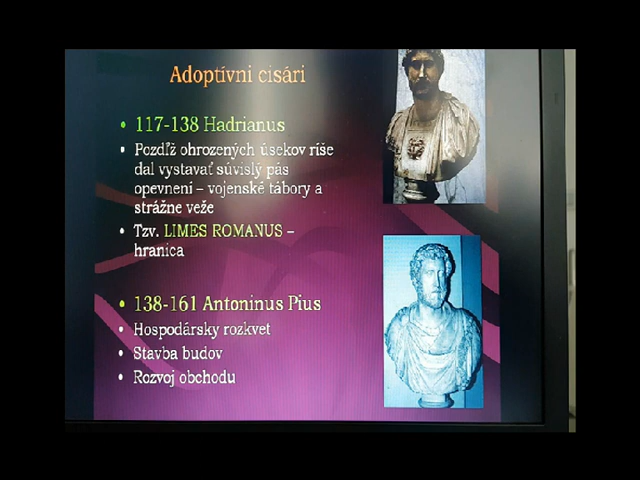 Adoptívni cisári
• 117-138 Hadrianus
• Pozdĺž ohrozených úsekov ríše
dal vystavať súvislý pás
opevnení – vojenské tábory a
strážne veže
• Tzv. LIMES ROMANUS –
hranica
• 138-161 Antoninus Pius
• Hospodársky rozkvet
• Stavba budov
• Rozvoj obchodu